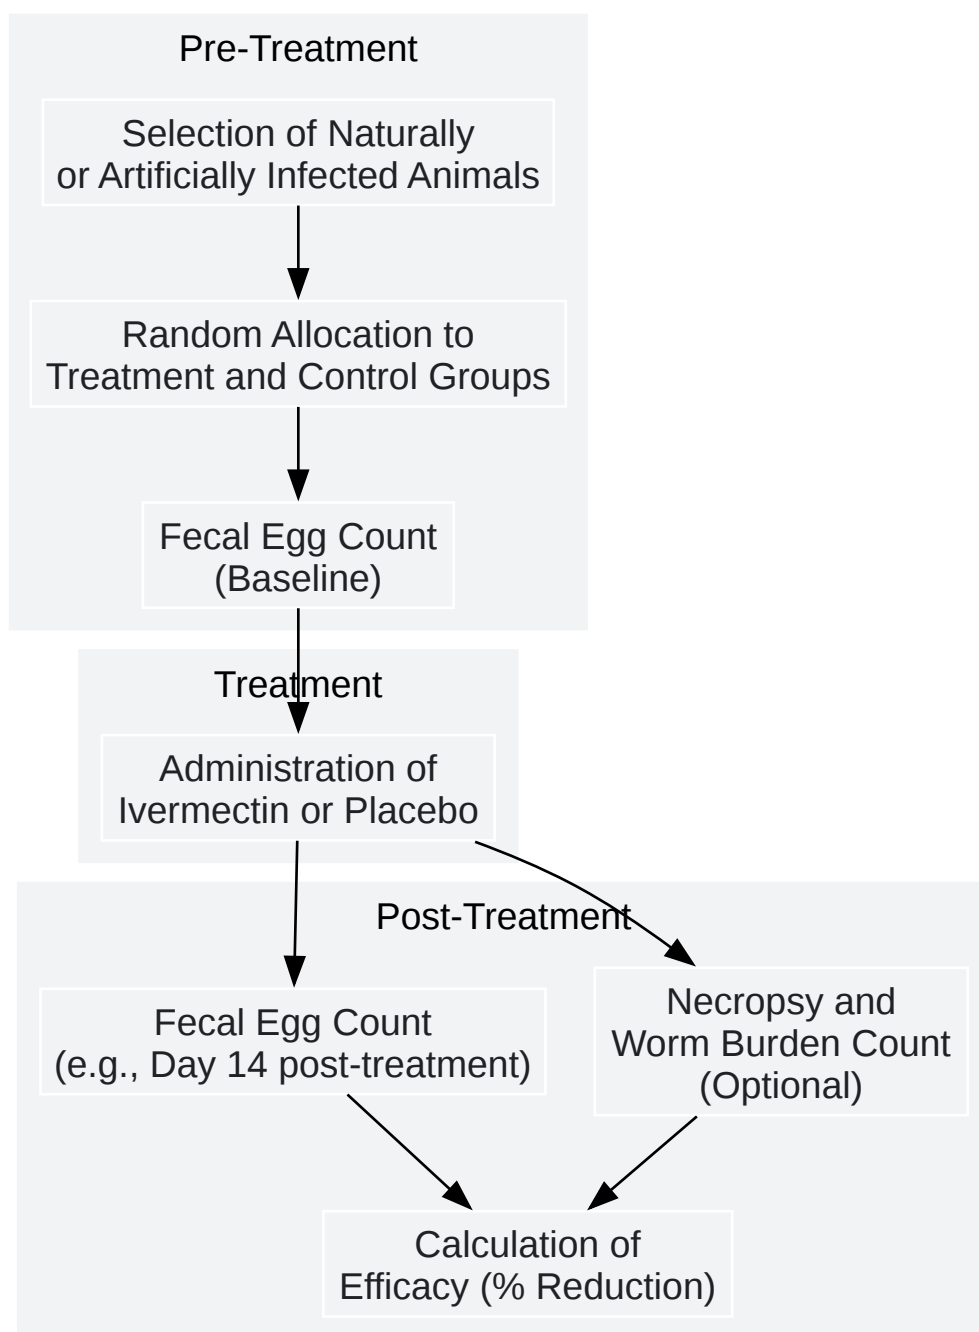 Pre-Treatment
Selection of Naturally
or Artificially Infected Animals
Random Allocation to
Treatment and Control Groups
Fecal Egg Count
(Baseline)
Treatment
Administration of
Ivermectin or Placebo
Post-Treatment
Fecal Egg Count
(e.g., Day 14 post-treatment)
Necropsy and
Worm Burden Count
(Optional)
Calculation of
Efficacy (% Reduction)